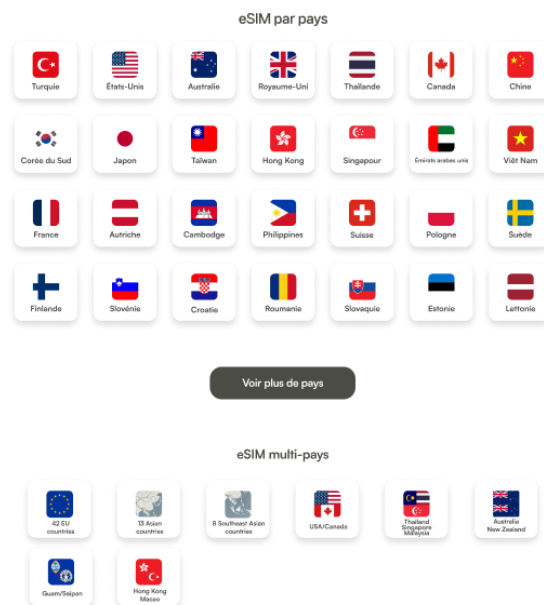 eSIM par pays
Turquie
États-Unis
Australie
Royaume-Uni
Thaïlande
Canada
Chine
Corée du Sud
Japon
Taïwan
Hong Kong
Singapour
Émirats arabes unis
Viêt Nam
France
Autriche
Cambodge
Philippines
Suisse
Pologne
Suède
Finlande
Slovénie
Croatie
Roumanie
Slovaquie
Estonie
Lettonie
Voir plus de pays
eSIM multi-pays
42 EU
countries
13 Asian
countries
8 Southeast Asian
countries
USA/Canada
Thailand
Singapore
Malaysia
Australia
New Zealand
Guam/Saipan
Hong Kong
Macao